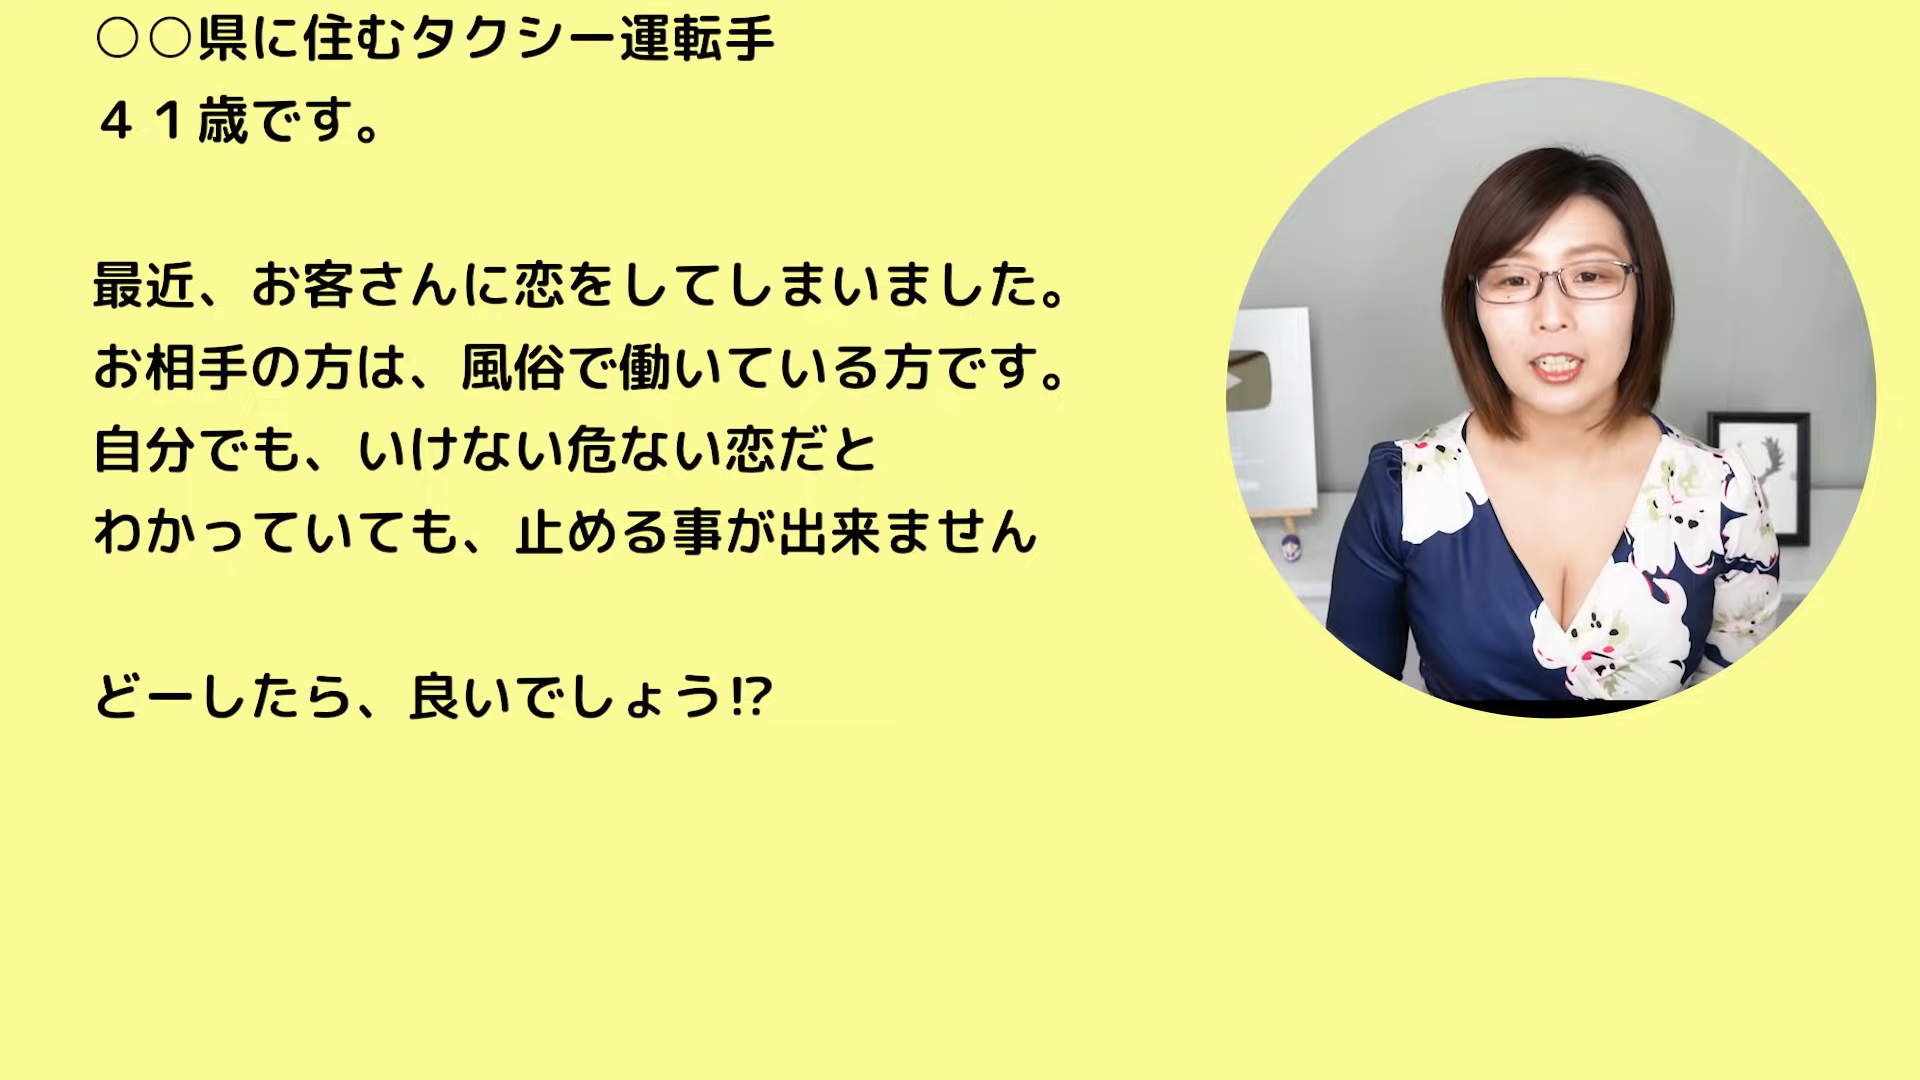 ○○県に住むタクシー運転手
４１歳です。
最近、お客さんに恋をしてしまいました。
お相手の方は、風俗で働いている方です。
自分でも、いけない危ない恋だと
わかっていても、止める事が出来ません
どーしたら、良いでしょう⁉